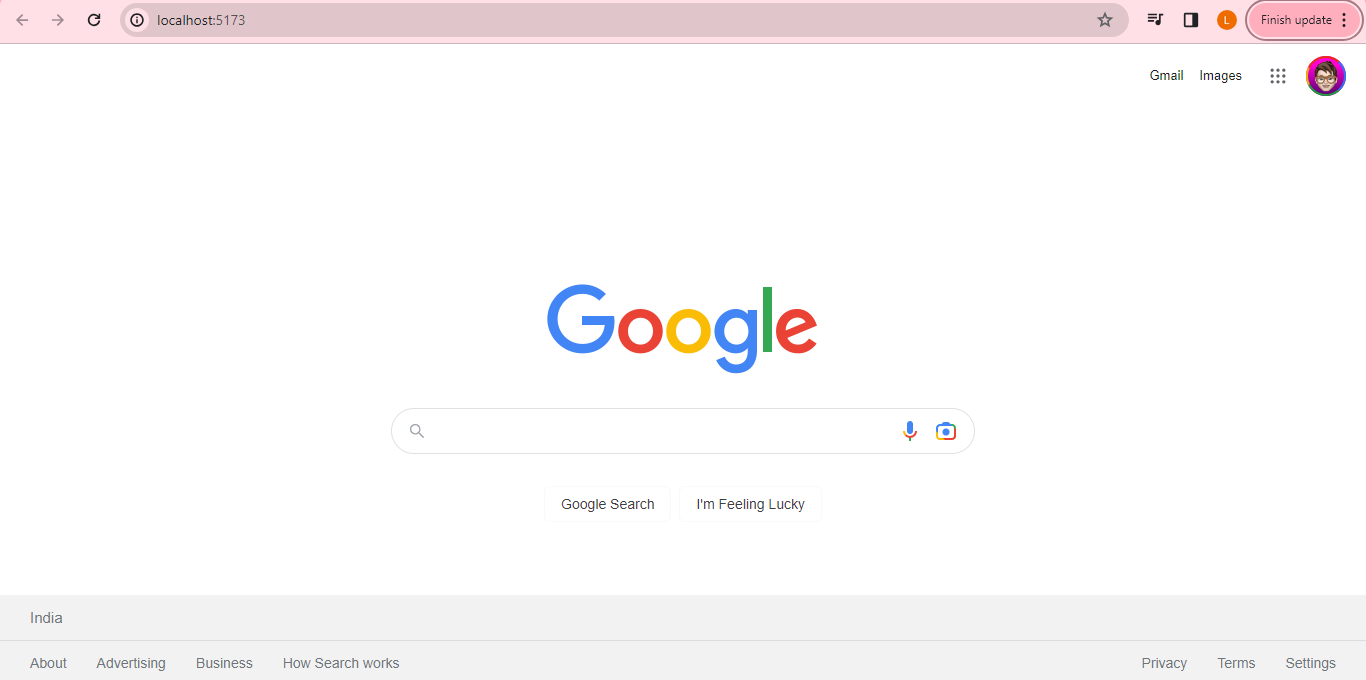 localhost:5173
L
Finish update
Gmail Images
Google
Google Search I'm Feeling Lucky
India
About Advertising Business How Search works Privacy Terms Settings